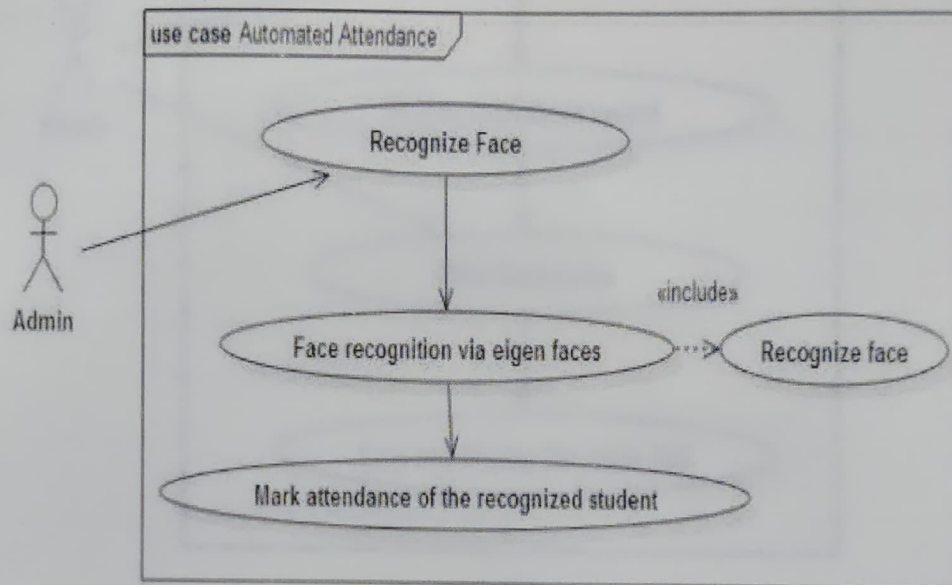 use case Automated Attendance
Recognize Face
Admin
«include»
Face recognition via eigen faces
Recognize face
Mark attendance of the recognized student